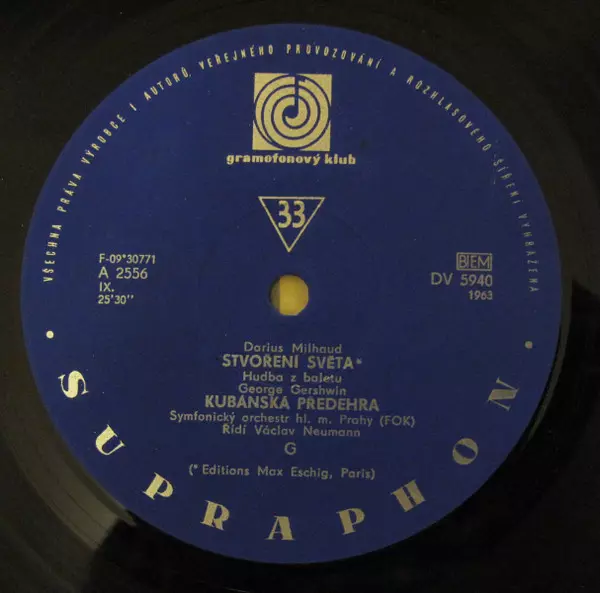 VŠECHNA PRÁVA VÝROBCE I AUTORŮ, VEŘEJNÉHO PROVOZOVÁNÍ A ROZHLASOVÉHO ŠÍŘENÍ VYHRAZENA
gramofonový klub
33
F-09*30771
A 2556
IX.
25'30"
BIEM
DV 5940
1963
Darius Milhaud
STVOŘENÍ SVĚTA*
Hudba z baletu
George Gershwin
KUBÁNSKÁ PŘEDEHRA
Symfonický orchestr hl. m. Prahy (FOK)
Řídí Václav Neumann
G
(*Editions Max Eschig, Paris)
• SUPRAPHON •